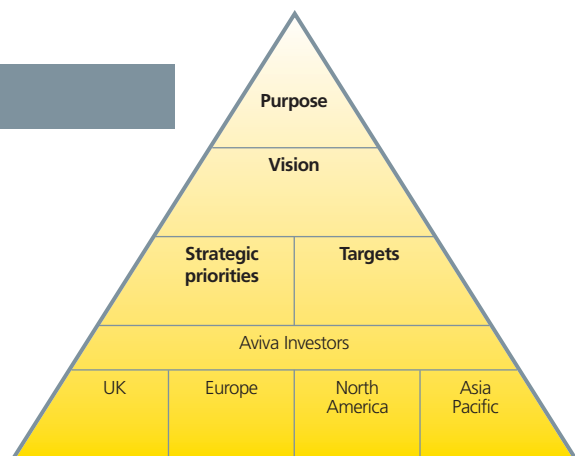 Purpose
Vision
Strategic
priorities
Targets
Aviva Investors
UK
Europe
North
America
Asia
Pacific